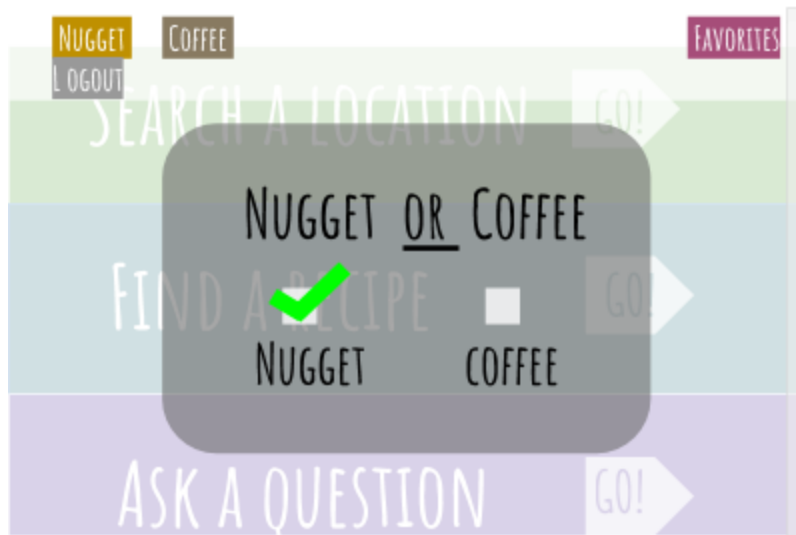 Nugget Coffee Favorites
Logout
Search a location GO!
Nugget or Coffee
Find a recipe GO!
Nugget coffee
Ask a question GO!